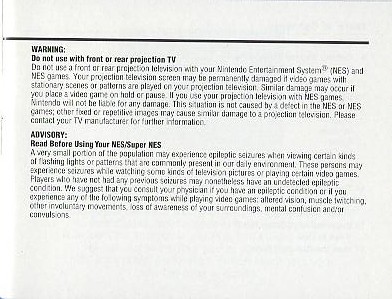 WARNING:
Do not use with front or rear projection TV
Do not use a front or rear projection television with your Nintendo Entertainment System® (NES) and
NES games. Your projection television screen may be permanently damaged if video games with
stationary scenes or patterns are played on your projection television. Similar damage may occur if
you place a video game on hold or pause. If you use your projection television with NES games,
Nintendo will not be liable for any damage. This situation is not caused by a defect in the NES or NES
games; other fixed or repetitive images may cause similar damage to a projection television. Please
contact your TV manufacturer for further information.
ADVISORY:
Read Before Using Your NES/Super NES
A very small portion of the population may experience epileptic seizures when viewing certain kinds
of flashing lights or patterns that are commonly present in our daily environment. These persons may
experience seizures while watching some kinds of television pictures or playing certain video games.
Players who have not had any previous seizures may nonetheless have an undetected epileptic
condition. We suggest that you consult your physician if you have an epileptic condition or if you
experience any of the following symptoms while playing video games: altered vision, muscle twitching,
other involuntary movements, loss of awareness of your surroundings, mental confusion and/or
convulsions.